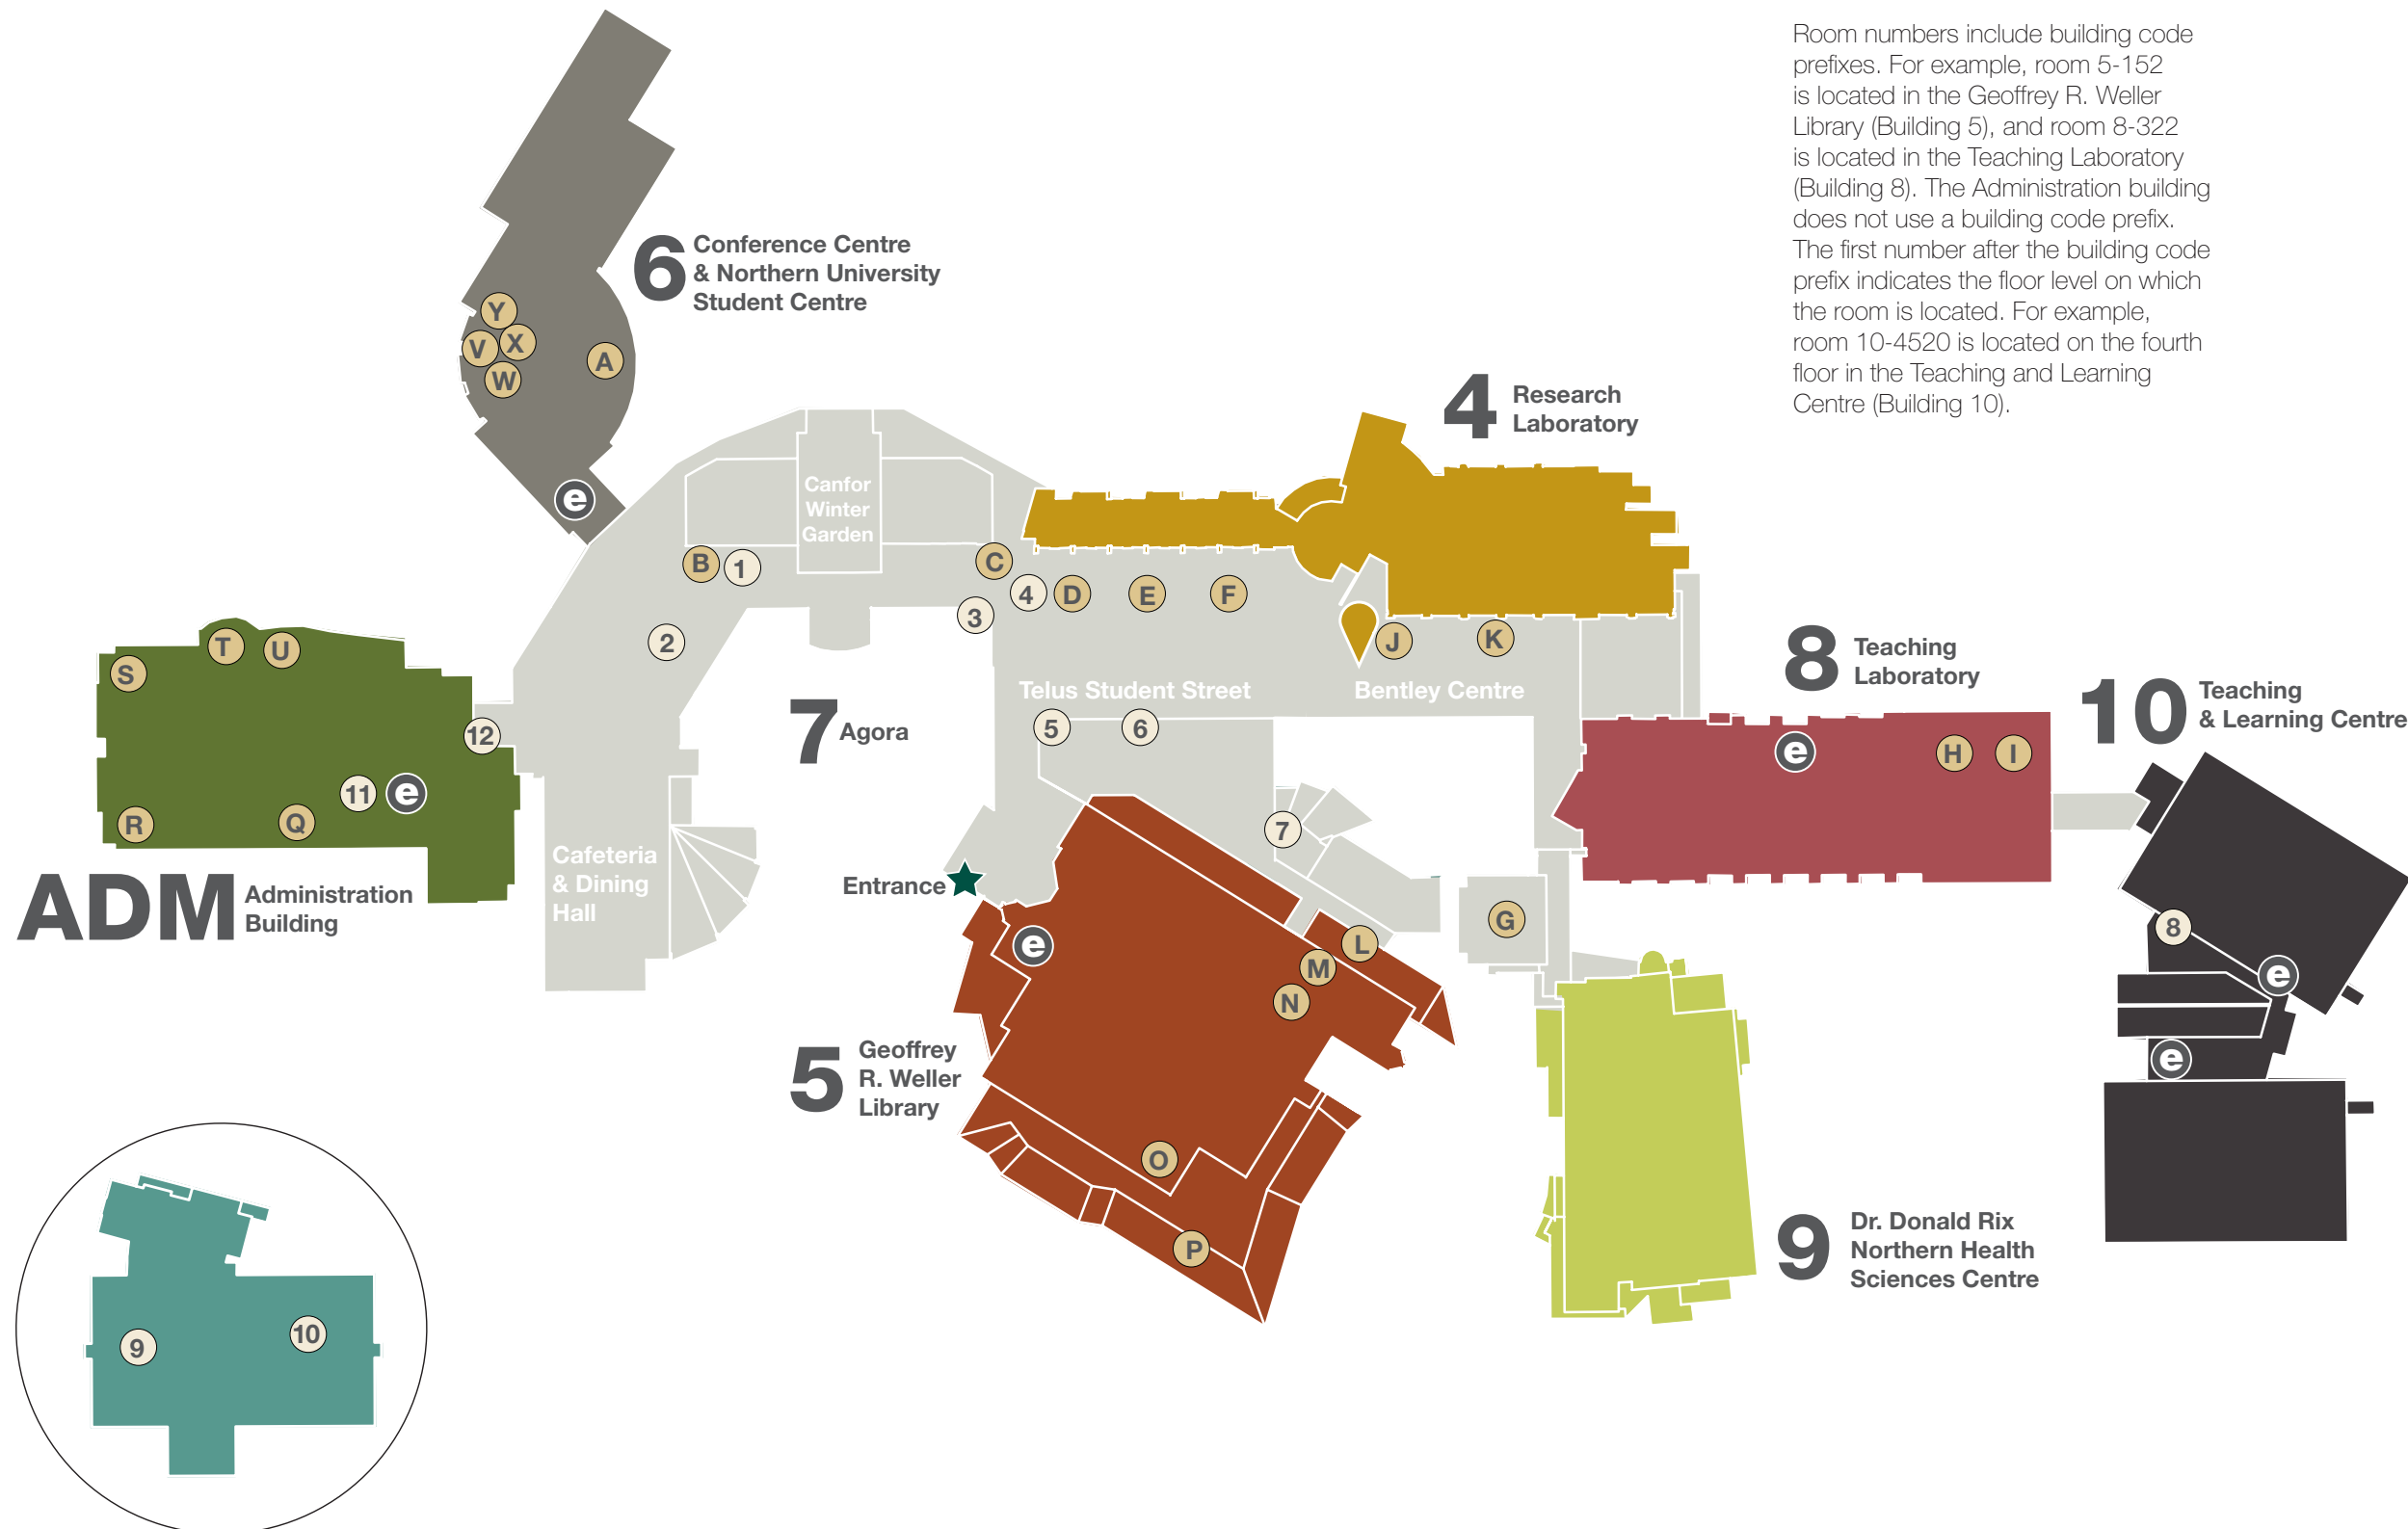 Room numbers include building code
prefixes. For example, room 5-152
is located in the Geoffrey R. Weller
Library (Building 5), and room 8-322
is located in the Teaching Laboratory
(Building 8). The Administration building
does not use a building code prefix.
The first number after the building code
prefix indicates the floor level on which
the room is located. For example,
room 10-4520 is located on the fourth
floor in the Teaching and Learning
Centre (Building 10).
6
Conference Centre
& Northern University
Student Centre
Y
X
V
W
A
e
4
Research
Laboratory
Canfor
Winter
Garden
B
1
C
2
3
4
D
E
F
J
K
Telus Student Street
Bentley Centre
5
6
7
Agora
S
T
U
12
11
e
R
Q
ADM
Administration
Building
Cafeteria
& Dining
Hall
Entrance
8
Teaching
Laboratory
e
H
I
10
Teaching
& Learning Centre
7
G
8
e
e
e
L
M
N
5
Geoffrey
R. Weller
Library
O
P
9
Dr. Donald Rix
Northern Health
Sciences Centre
9
10